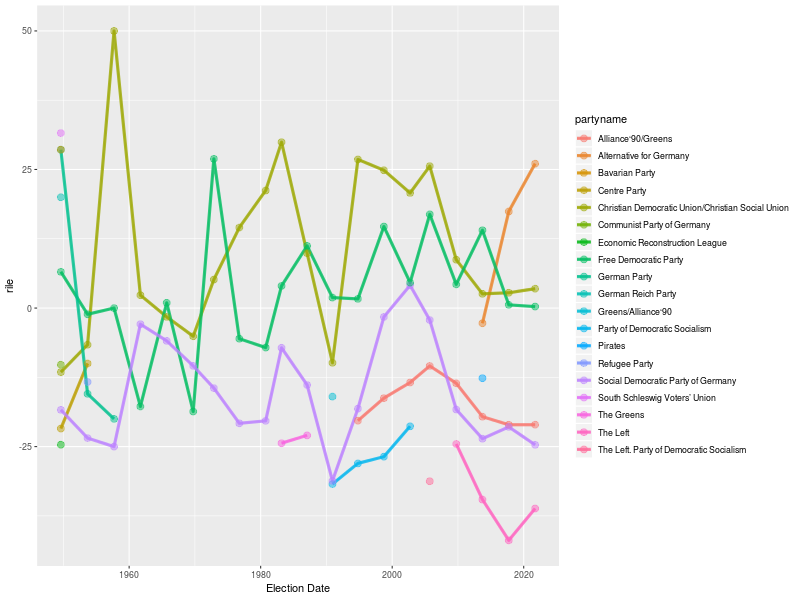 50
25
0
-25
rile
1960
1980
2000
2020
Election Date
partyname
Alliance‘90/Greens
Alternative for Germany
Bavarian Party
Centre Party
Christian Democratic Union/Christian Social Union
Communist Party of Germany
Economic Reconstruction League
Free Democratic Party
German Party
German Reich Party
Greens/Alliance‘90
Party of Democratic Socialism
Pirates
Refugee Party
Social Democratic Party of Germany
South Schleswig Voters’ Union
The Greens
The Left
The Left. Party of Democratic Socialism